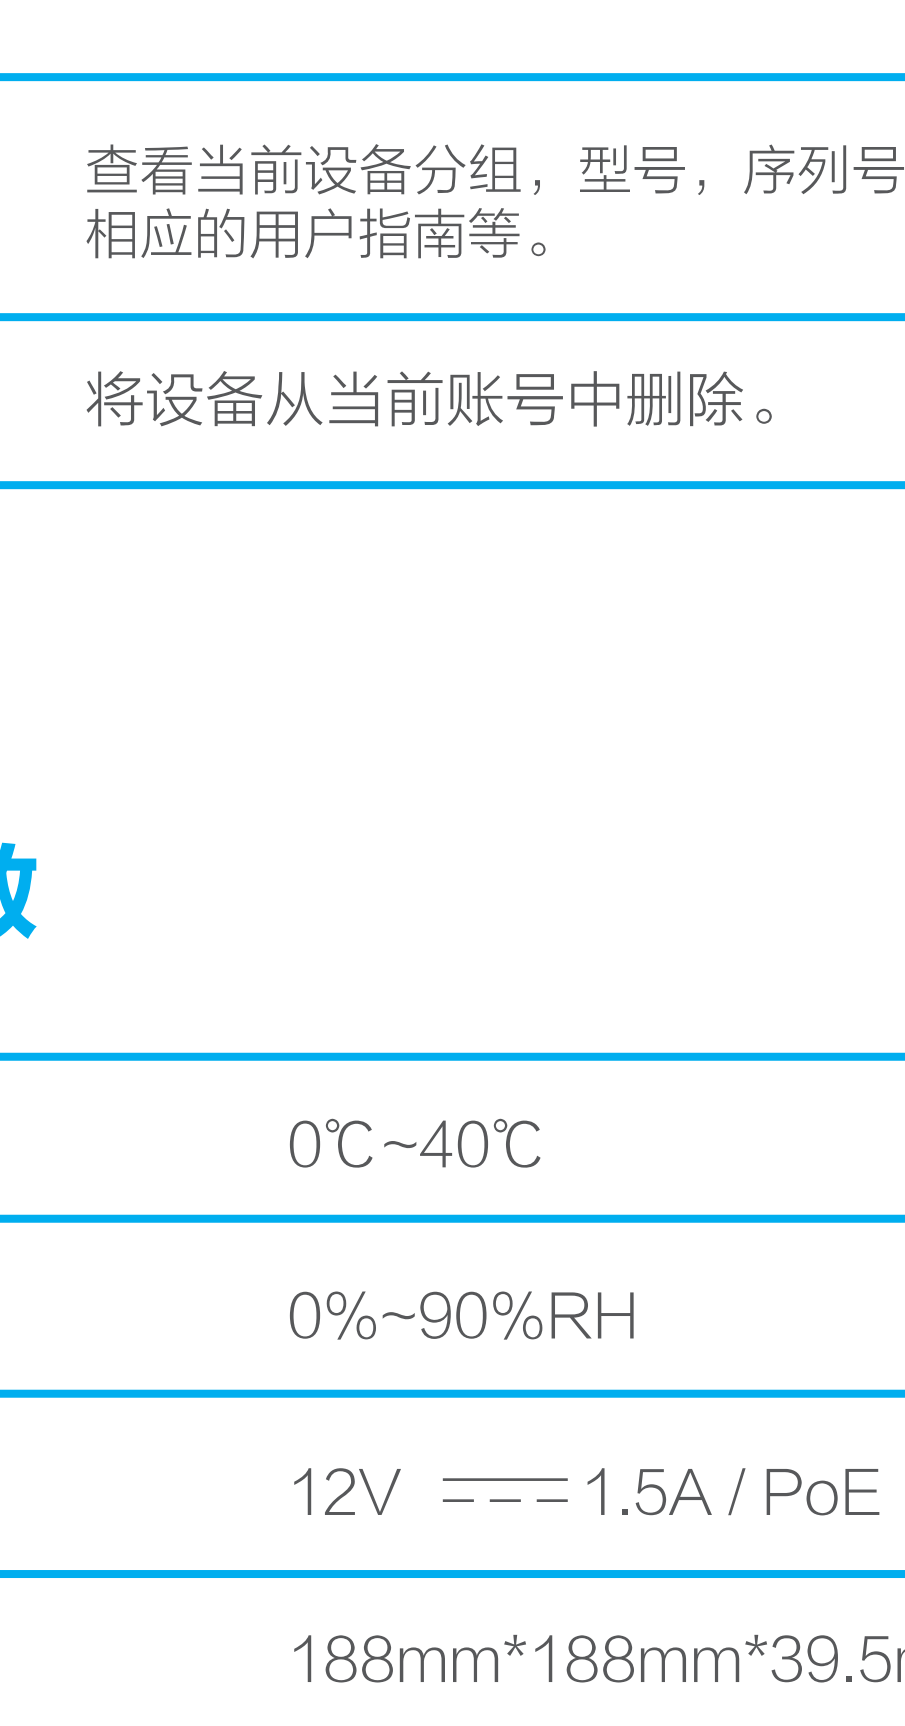 查看当前设备分组，型号，序列号
相应的用户指南等。
将设备从当前账号中删除。
0℃~40℃
0%~90%RH
12V ⎓ 1.5A / PoE
188mm*188mm*39.5